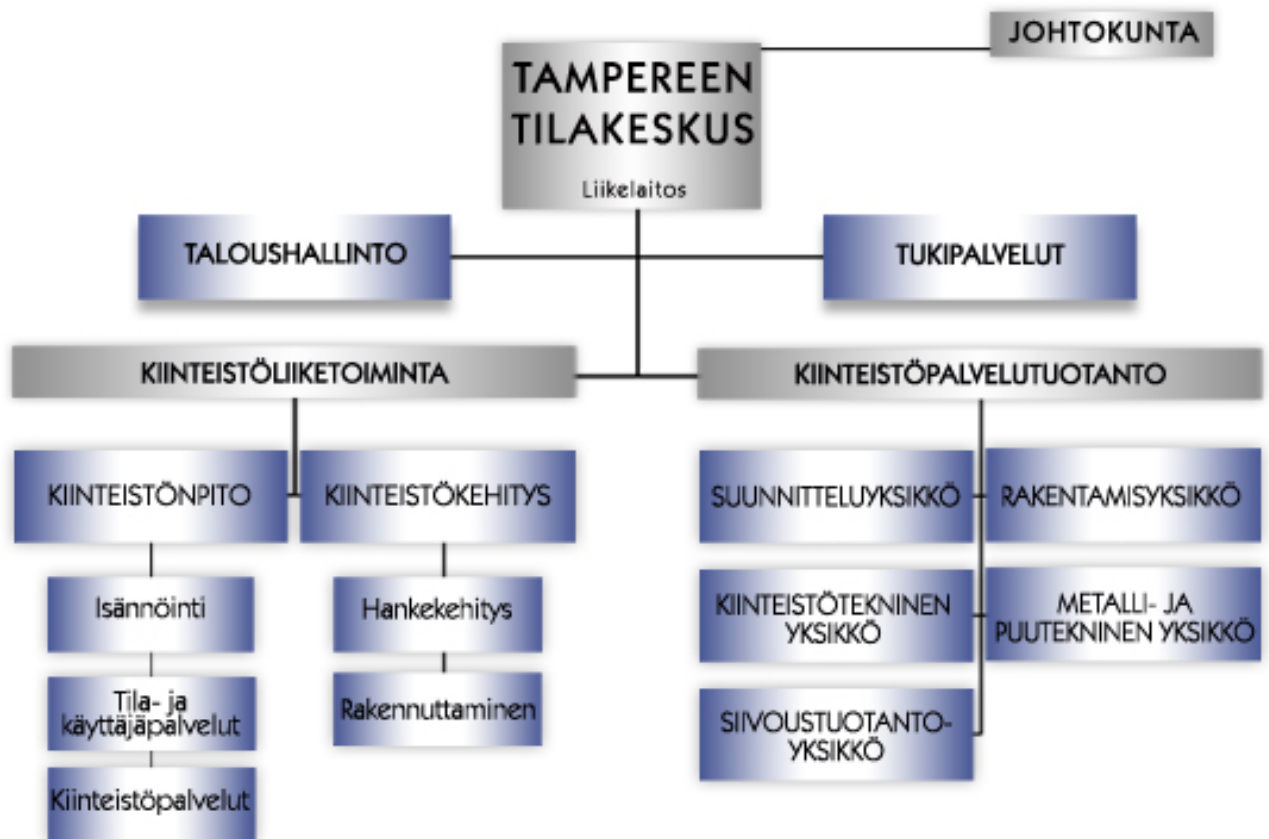 JOHTOKUNTA
TAMPEREEN
TILAKESKUS
Liikelaitos
TALOUSHALLINTO
TUKIPALVELUT
KIINTEISTÖLIIKETOIMINTA
KIINTEISTÖPALVELUTUOTANTO
KIINTEISTÖNPITO
KIINTEISTÖKEHITYS
SUUNNITTELUYKSIKKÖ
RAKENTAMISYKSIKKÖ
Isännöinti
Hankekehitys
KIINTEISTÖTEKNINEN
YKSIKKÖ
METALLI- JA
PUUTEKNINEN YKSIKKÖ
Tila- ja
käyttäjäpalvelut
Rakennuttaminen
SIIVOUSTUOTANTO-
YKSIKKÖ
Kiinteistöpalvelut